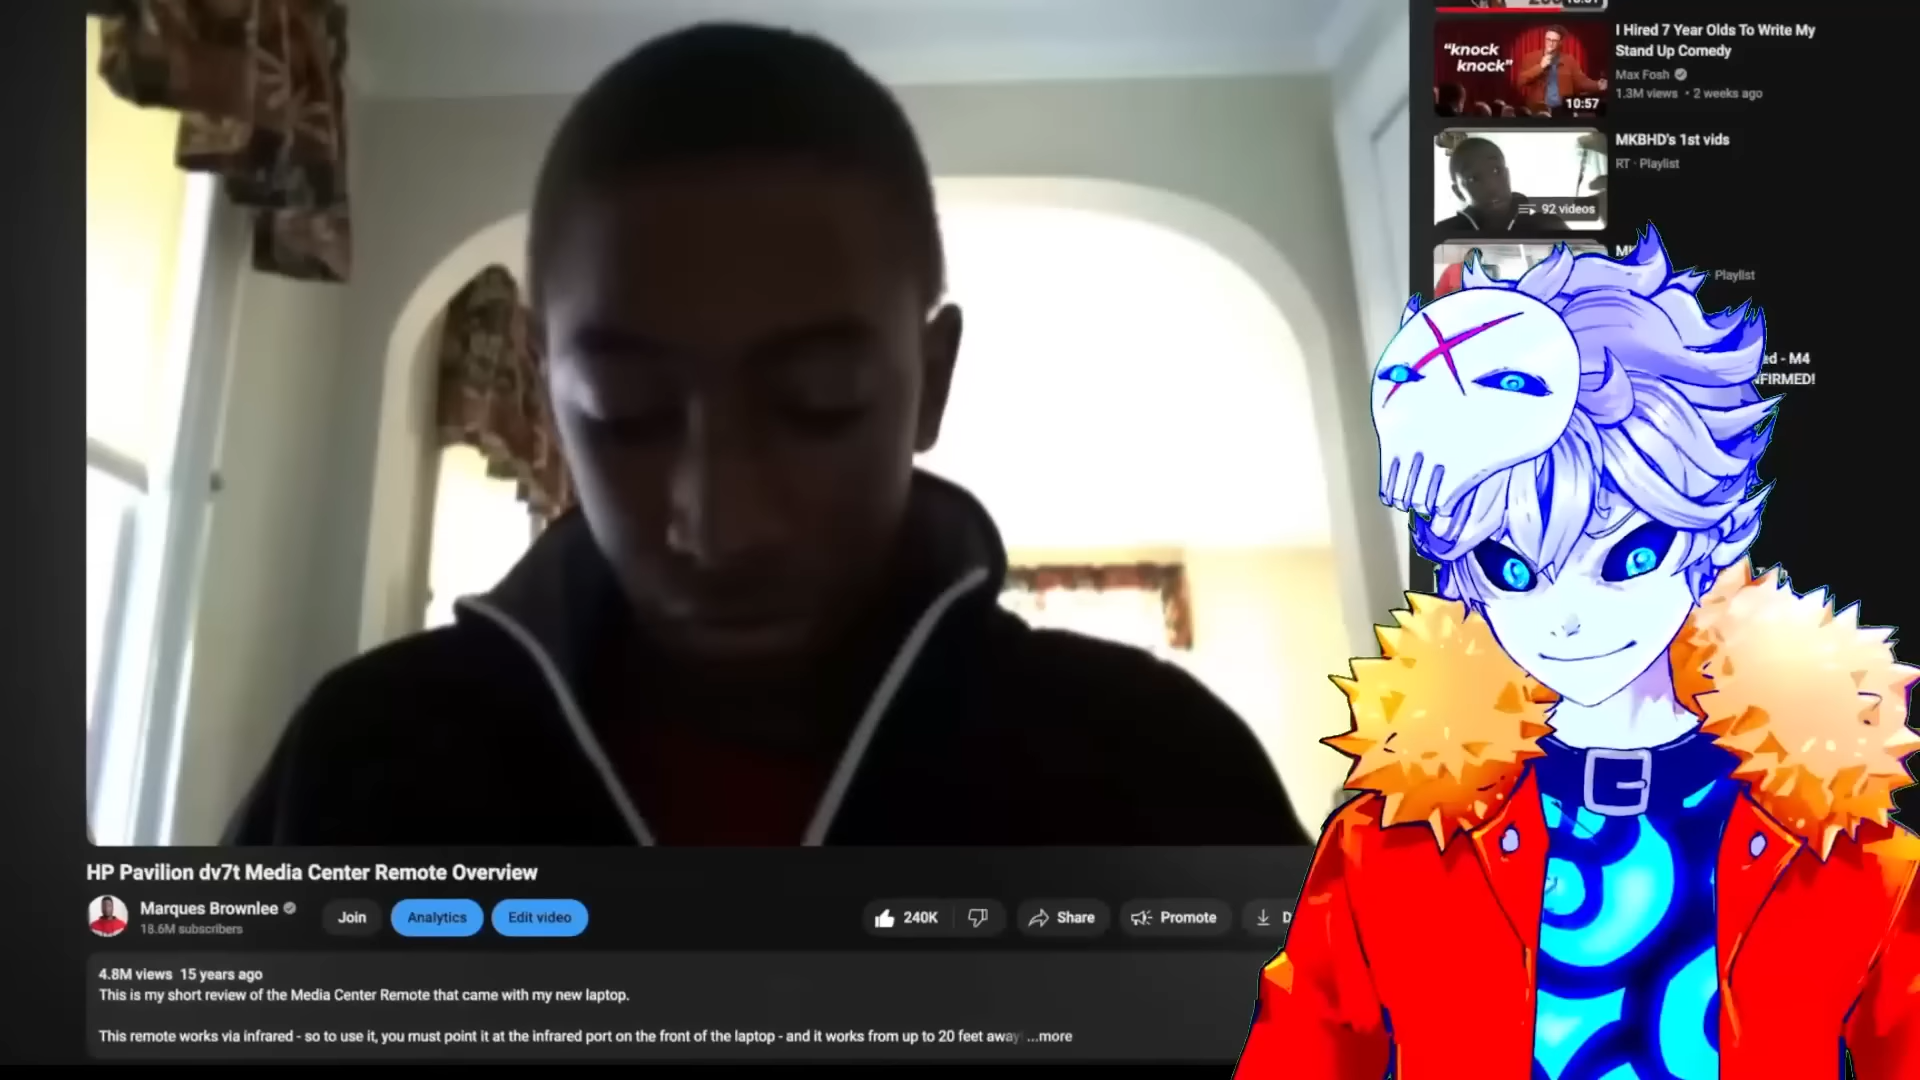 I Hired 7 Year Olds To Write My
Stand Up Comedy
"knock
knock"
Max Fosh
1.3M views • 2 weeks ago
10:57
MKBHD's 1st vids
RT · Playlist
92 videos
Playlist
- M4
HP Pavilion dv7t Media Center Remote Overview
Marques Brownlee
18.6M subscribers
Join
Analytics
Edit video
240K
Share
Promote
4.8M views 15 years ago
This is my short review of the Media Center Remote that came with my new laptop.
This remote works via infrared - so to use it, you must point it at the infrared port on the front of the laptop - and it works from up to 20 feet away ...more